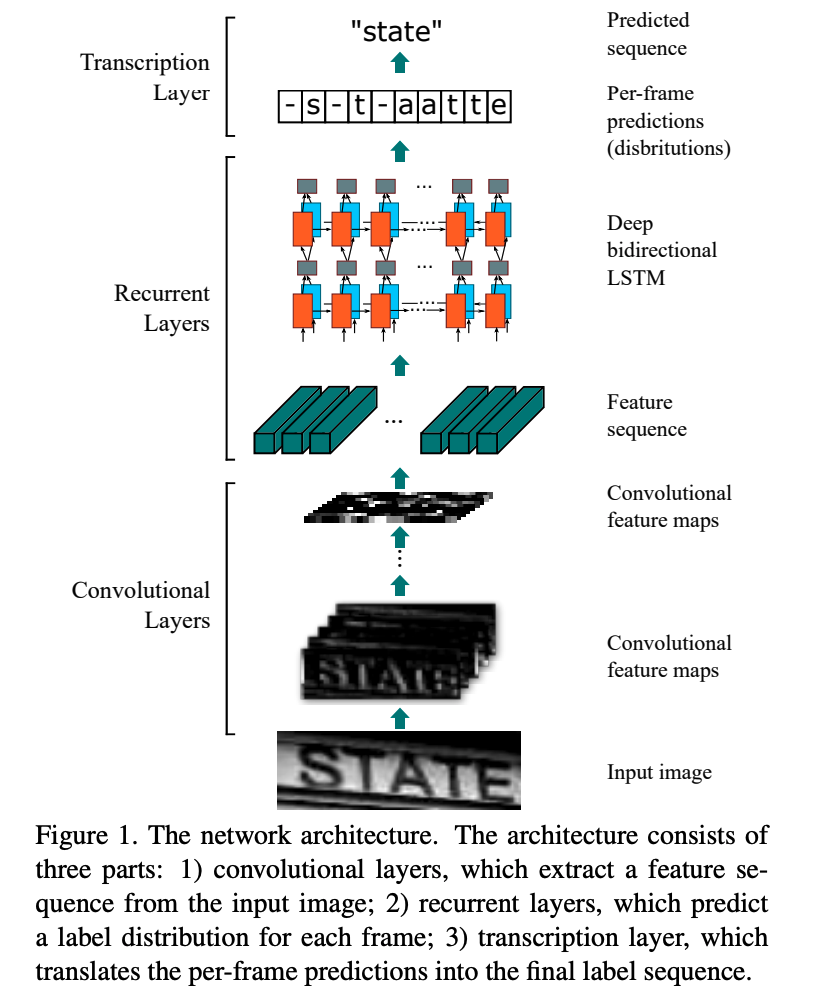 "state"
Predicted
sequence
Transcription
Layer
-s-t-aatte
Per-frame
predictions
(disbritutions)
...
Deep
bidirectional
LSTM
...
...
Recurrent
Layers
...
Feature
sequence
...
Convolutional
feature maps
...
Convolutional
Layers
STATE
Convolutional
feature maps
STATE
Input image
Figure 1. The network architecture. The architecture consists of
three parts: 1) convolutional layers, which extract a feature se-
quence from the input image; 2) recurrent layers, which predict
a label distribution for each frame; 3) transcription layer, which
translates the per-frame predictions into the final label sequence.